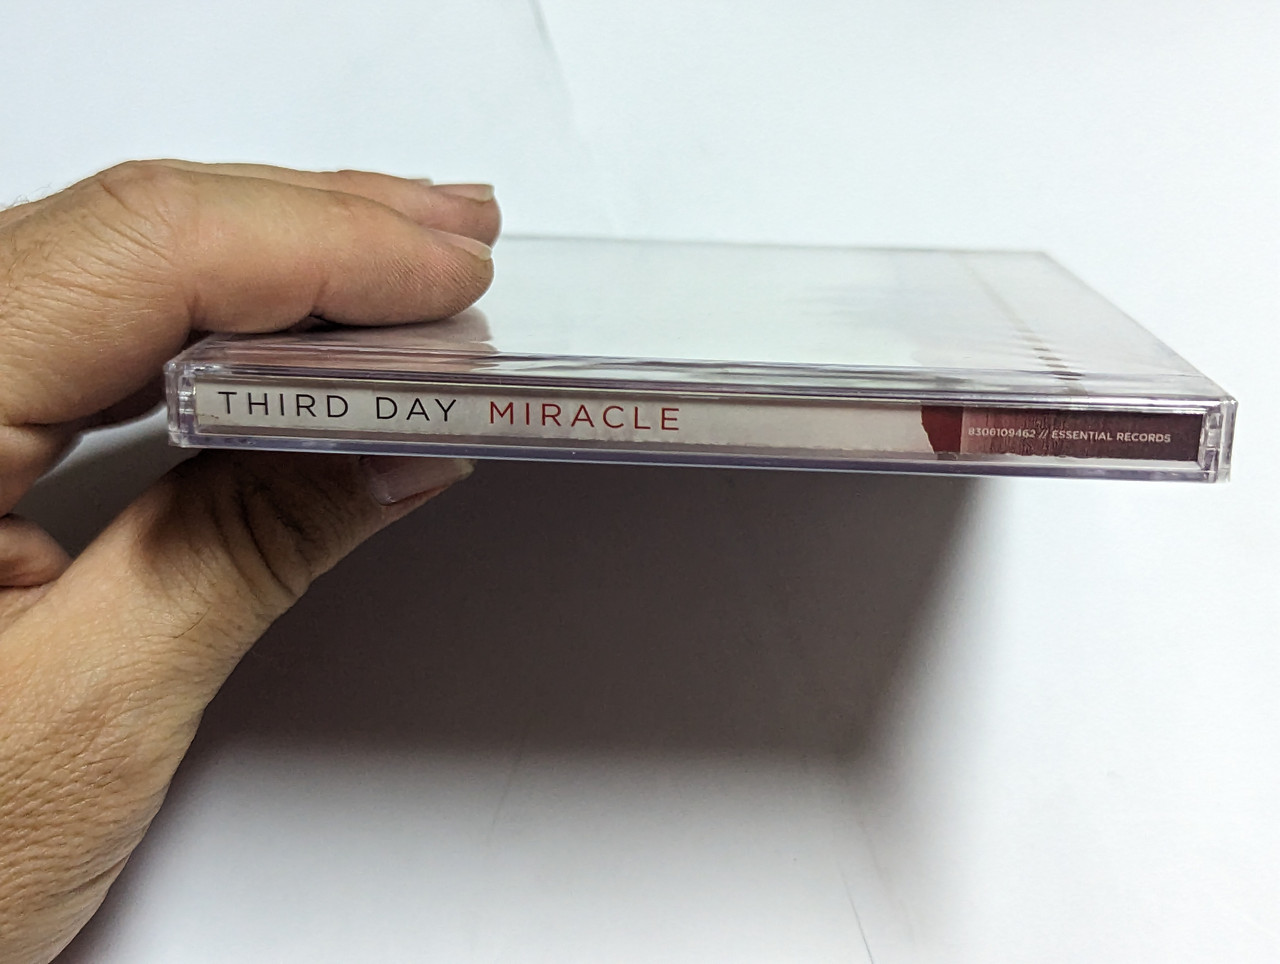 THIRD DAY MIRACLE
8306109462 // ESSENTIAL RECORDS